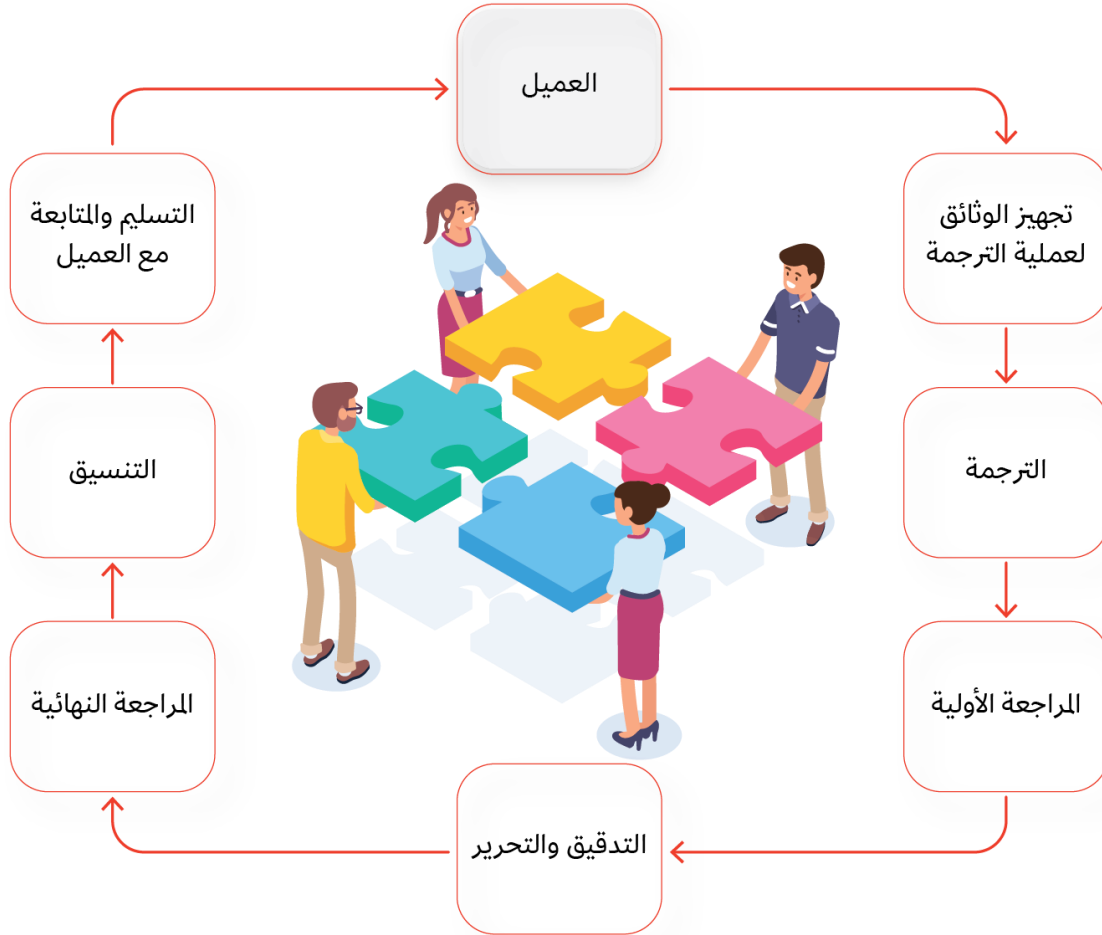 العميل
تجهيز الوثائق
لعملية الترجمة
الترجمة
المراجعة الأولية
التدقيق والتحرير
المراجعة النهائية
التنسيق
التسليم والمتابعة
مع العميل